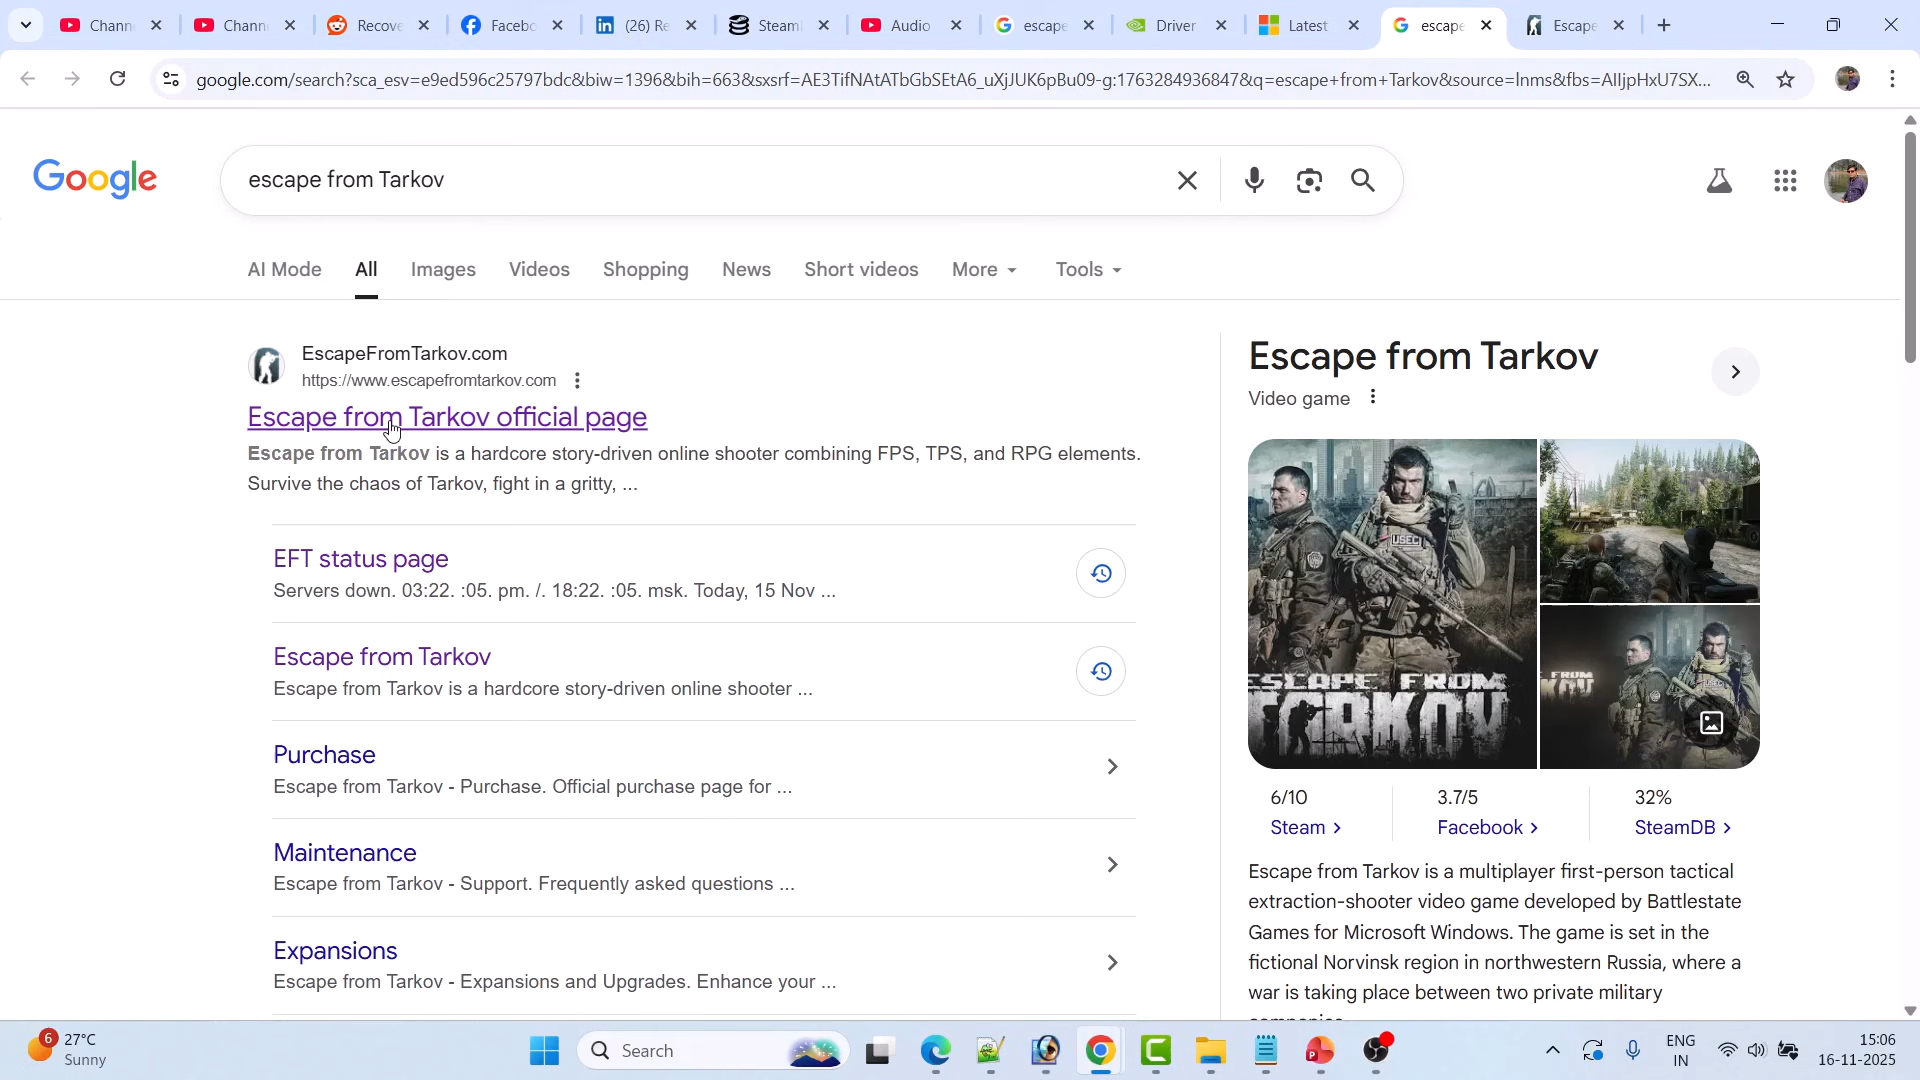 Chann
Chann
Recove
Facebo
(26) Re
Steam
Audio
escape
Driver
Latest
escape
Escape
google.com/search?sca_esv=e9ed596c25797bdc&biw=1396&bih=663&sxsrf=AE3TifNAtATbGbSEtA6_uXjJUK6pBu09-g:1763284936847&q=escape+from+Tarkov&source=lnms&fbs=AIIjpHxU7SX...
Google
escape from Tarkov
AI Mode
All
Images
Videos
Shopping
News
Short videos
More
Tools
EscapeFromTarkov.com
https://www.escapefromtarkov.com
Escape from Tarkov official page
Escape from Tarkov is a hardcore story-driven online shooter combining FPS, TPS, and RPG elements.
Survive the chaos of Tarkov, fight in a gritty, ...
EFT status page
Servers down. 03:22. :05. pm. /. 18:22. :05. msk. Today, 15 Nov ...
Escape from Tarkov
Escape from Tarkov is a hardcore story-driven online shooter ...
Purchase
Escape from Tarkov - Purchase. Official purchase page for ...
Maintenance
Escape from Tarkov - Support. Frequently asked questions ...
Expansions
Escape from Tarkov - Expansions and Upgrades. Enhance your ...
Escape from Tarkov
Video game
USEC
ESCAPE FROM
TARKOV
6/10
Steam
3.7/5
Facebook
32%
SteamDB
Escape from Tarkov is a multiplayer first-person tactical
extraction-shooter video game developed by Battlestate
Games for Microsoft Windows. The game is set in the
fictional Norvinsk region in northwestern Russia, where a
war is taking place between two private military
6
27°C
Sunny
Search
ENG
IN
15:06
16-11-2025